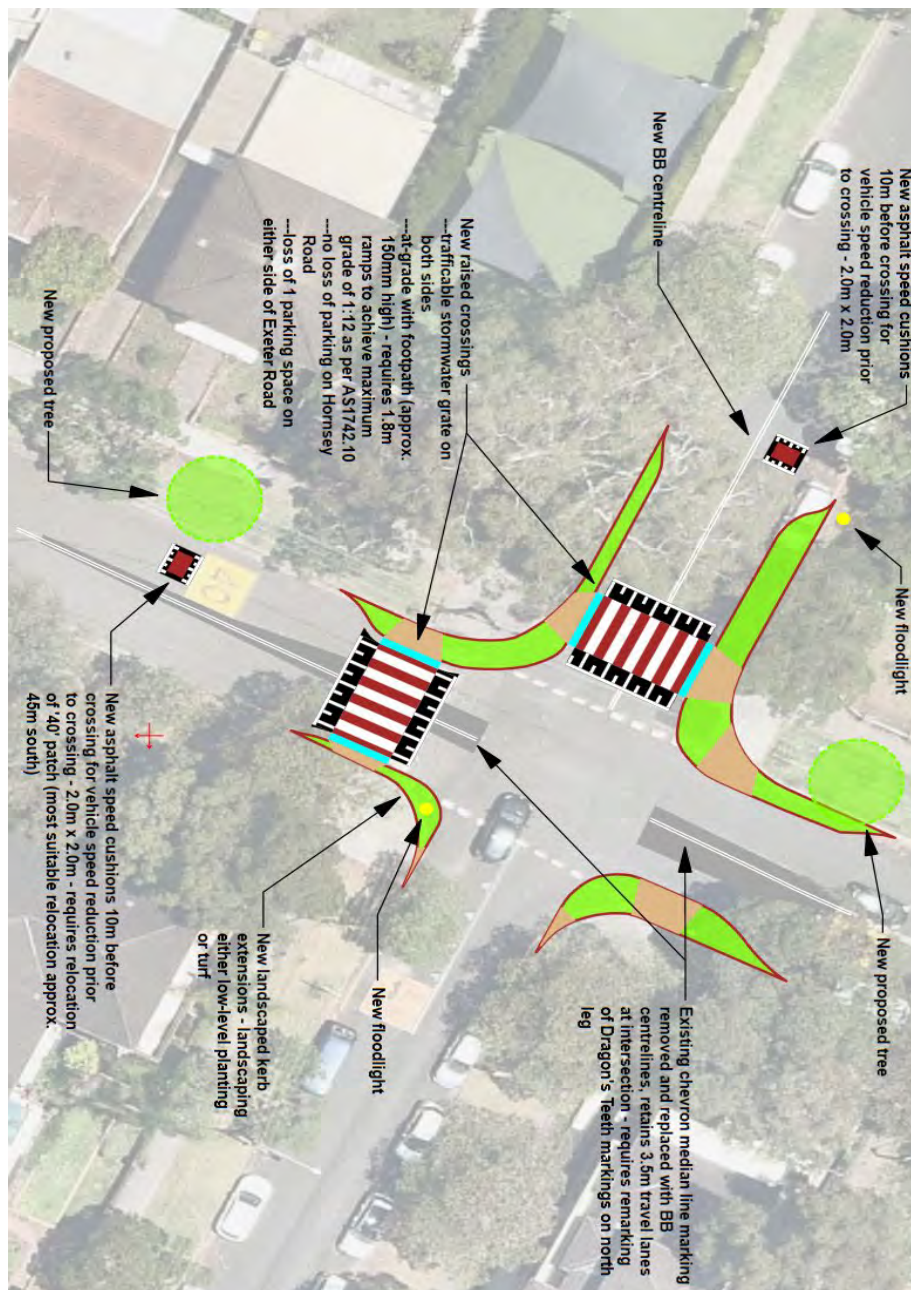 New asphalt speed cushions
10m before crossing for
vehicle speed reduction prior
to crossing - 2.0m x 2.0m
New BB centreline
New raised crossings
---trafficable stormwater grate on
both sides
---at-grade with footpath (approx.
150mm high) - requires 1.8m
ramps to achieve maximum
grade of 1:12 as per AS1742.10
---no loss of parking on Hornsey
Road
---loss of 1 parking space on
either side of Exeter Road
New proposed tree
New floodlight
New proposed tree
Existing chevron median line marking
removed and replaced with BB
centrelines, retains 3.5m travel lanes
at intersection - requires remarking
of Dragon's Teeth markings on north
leg
New floodlight
New landscaped kerb
extensions - landscaping
either low-level planting
or turf
New asphalt speed cushions 10m before
crossing for vehicle speed reduction prior
to crossing - 2.0m x 2.0m - requires relocation
of '40' patch (most suitable relocation approx.
45m south)
40